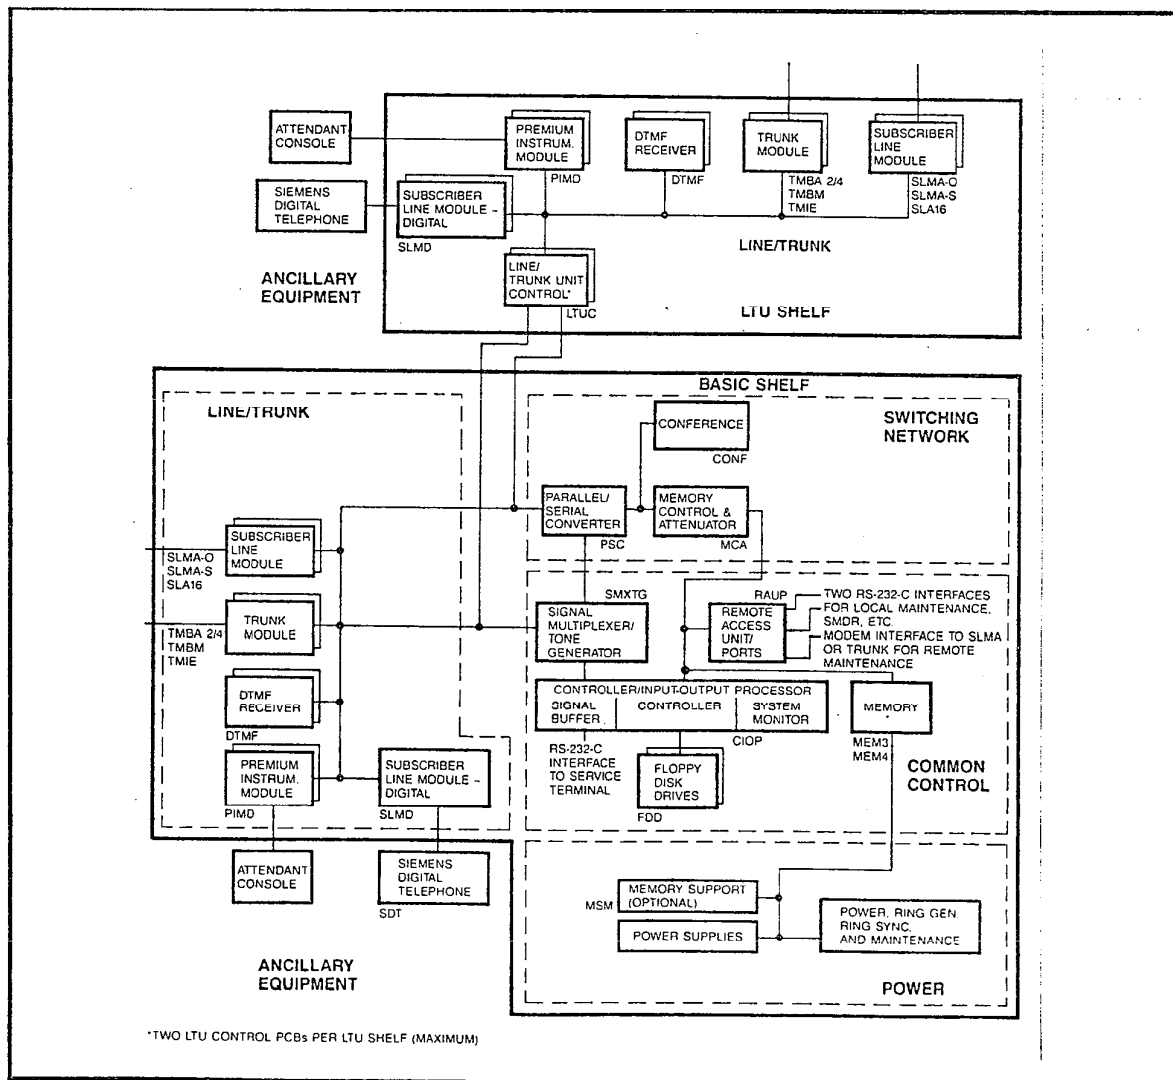 ATTENDANT
CONSOLE
PREMIUM
INSTRUM.
MODULE
PIMD
DTMF
RECEIVER
DTMF
TRUNK
MODULE
TMBA 2/4
TMBM
TMIE
SUBSCRIBER
LINE
MODULE
SLMA-O
SLMA-S
SLA16
SIEMENS
DIGITAL
TELEPHONE
SUBSCRIBER
LINE MODULE –
DIGITAL
SLMD
LINE/TRUNK
ANCILLARY
EQUIPMENT
LINE/
TRUNK UNIT
CONTROL*
LTUC
LTU SHELF
BASIC SHELF
LINE/TRUNK
SWITCHING
NETWORK
CONFERENCE
CONF
PARALLEL/
SERIAL
CONVERTER
PSC
MEMORY
CONTROL &
ATTENUATOR
MCA
SUBSCRIBER
LINE
MODULE
SLMA-O
SLMA-S
SLA16
TRUNK
MODULE
TMBA 2/4
TMBM
TMIE
DTMF
RECEIVER
DTMF
PREMIUM
INSTRUM.
MODULE
PIMD
SUBSCRIBER
LINE MODULE –
DIGITAL
SLMD
SMXTG
SIGNAL
MULTIPLEXER/
TONE
GENERATOR
RAUP
REMOTE
ACCESS
UNIT/
PORTS
TWO RS-232-C INTERFACES
FOR LOCAL MAINTENANCE,
SMDR, ETC.
MODEM INTERFACE TO SLMA
OR TRUNK FOR REMOTE
MAINTENANCE
CONTROLLER/INPUT-OUTPUT PROCESSOR
SIGNAL
BUFFER
CONTROLLER
SYSTEM
MONITOR
CIOP
MEMORY
MEM3
MEM4
RS-232-C
INTERFACE
TO SERVICE
TERMINAL
FLOPPY
DISK
DRIVES
FDD
COMMON
CONTROL
ATTENDANT
CONSOLE
SIEMENS
DIGITAL
TELEPHONE
SDT
MSM
MEMORY SUPPORT
(OPTIONAL)
POWER SUPPLIES
POWER, RING GEN.
RING SYNC,
AND MAINTENANCE
POWER
ANCILLARY
EQUIPMENT
*TWO LTU CONTROL PCBs PER LTU SHELF (MAXIMUM)